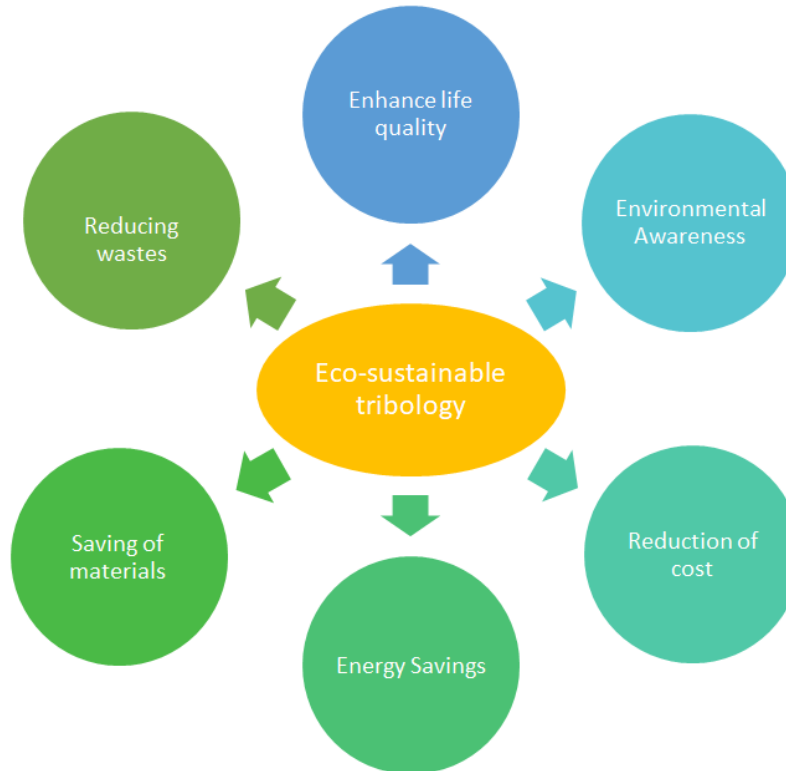 Enhance life
quality
Environmental
Awareness
Reduction of
cost
Energy Savings
Saving of
materials
Reducing
wastes
Eco-sustainable
tribology